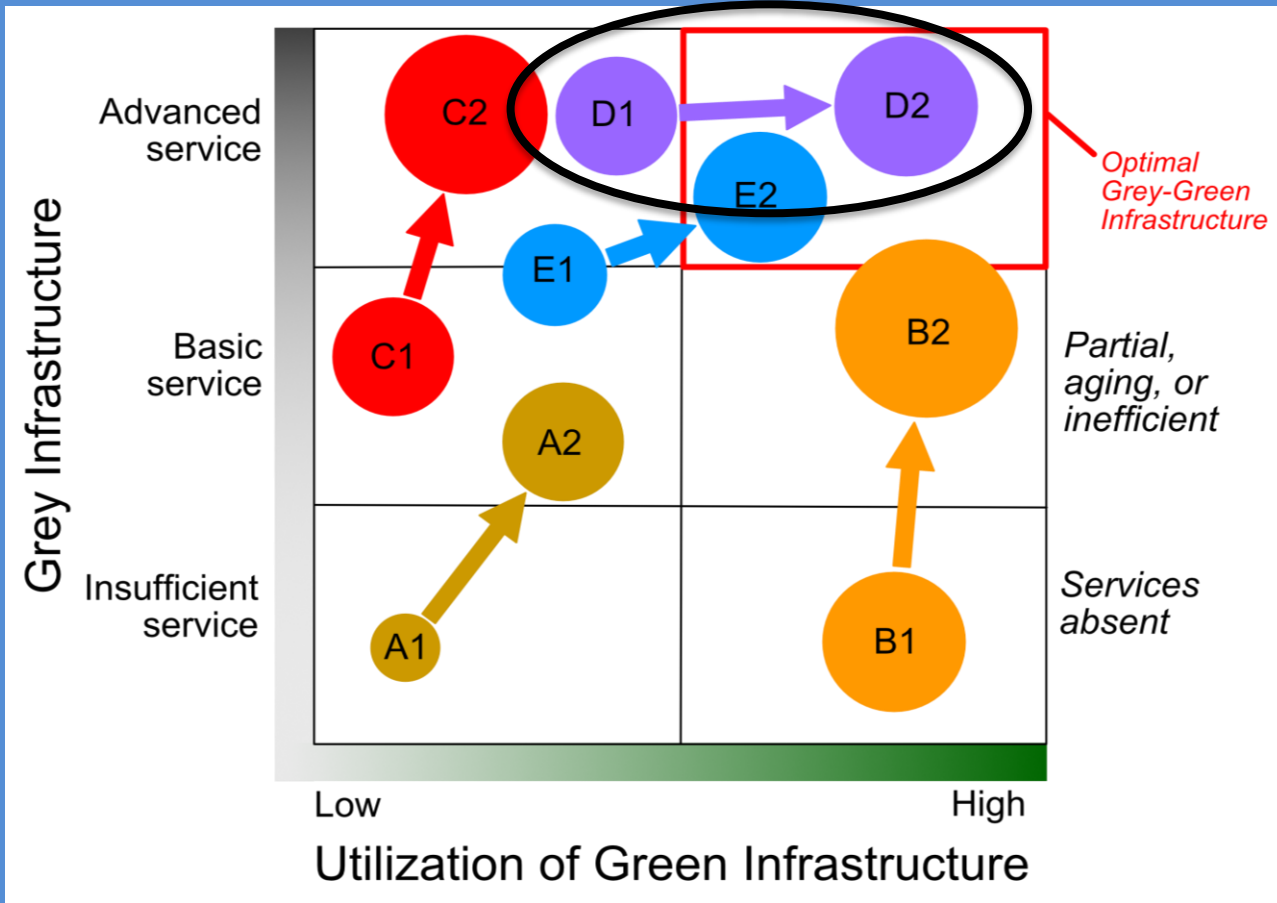 Grey Infrastructure
Advanced
service
Basic
service
Insufficient
service
C2
D1
D2
E2
E1
C1
B2
A2
A1
B1
Optimal
Grey-Green
Infrastructure
Partial,
aging, or
inefficient
Services
absent
Low
High
Utilization of Green Infrastructure